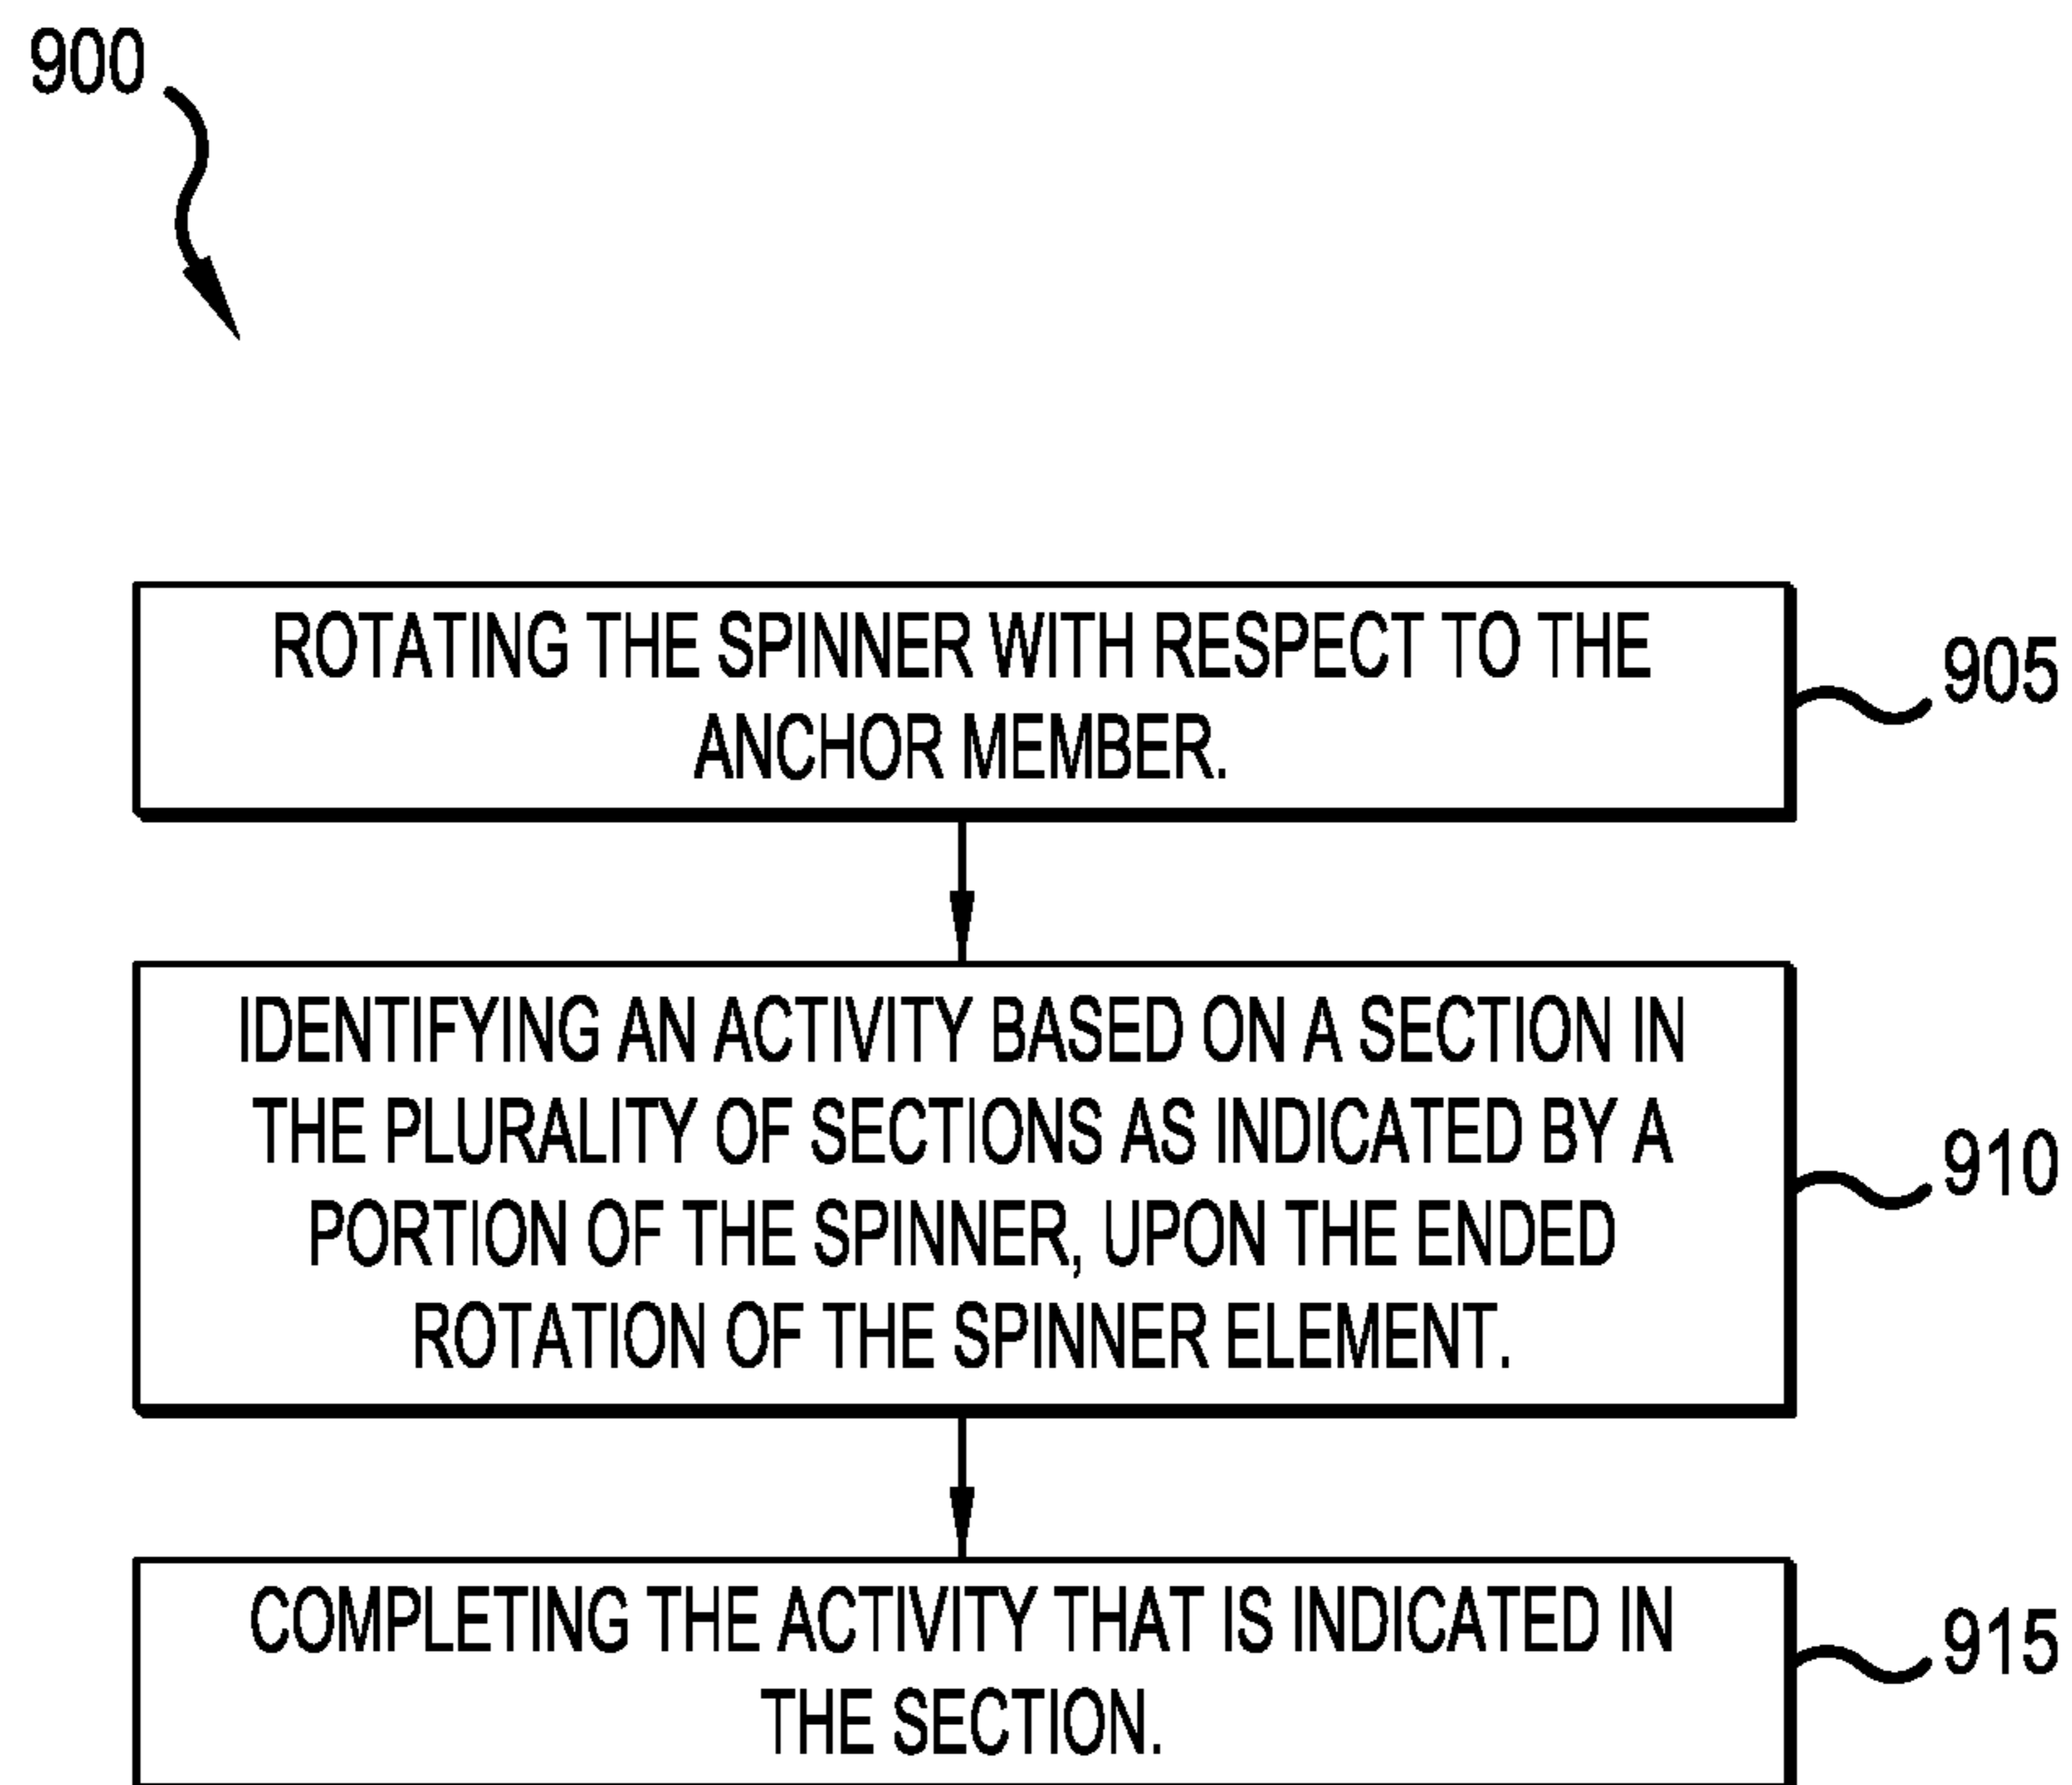 900
ROTATING THE SPINNER WITH RESPECT TO THE
ANCHOR MEMBER.
905
IDENTIFYING AN ACTIVITY BASED ON A SECTION IN
THE PLURALITY OF SECTIONS AS INDICATED BY A
PORTION OF THE SPINNER, UPON THE ENDED
ROTATION OF THE SPINNER ELEMENT.
910
COMPLETING THE ACTIVITY THAT IS INDICATED IN
THE SECTION.
915